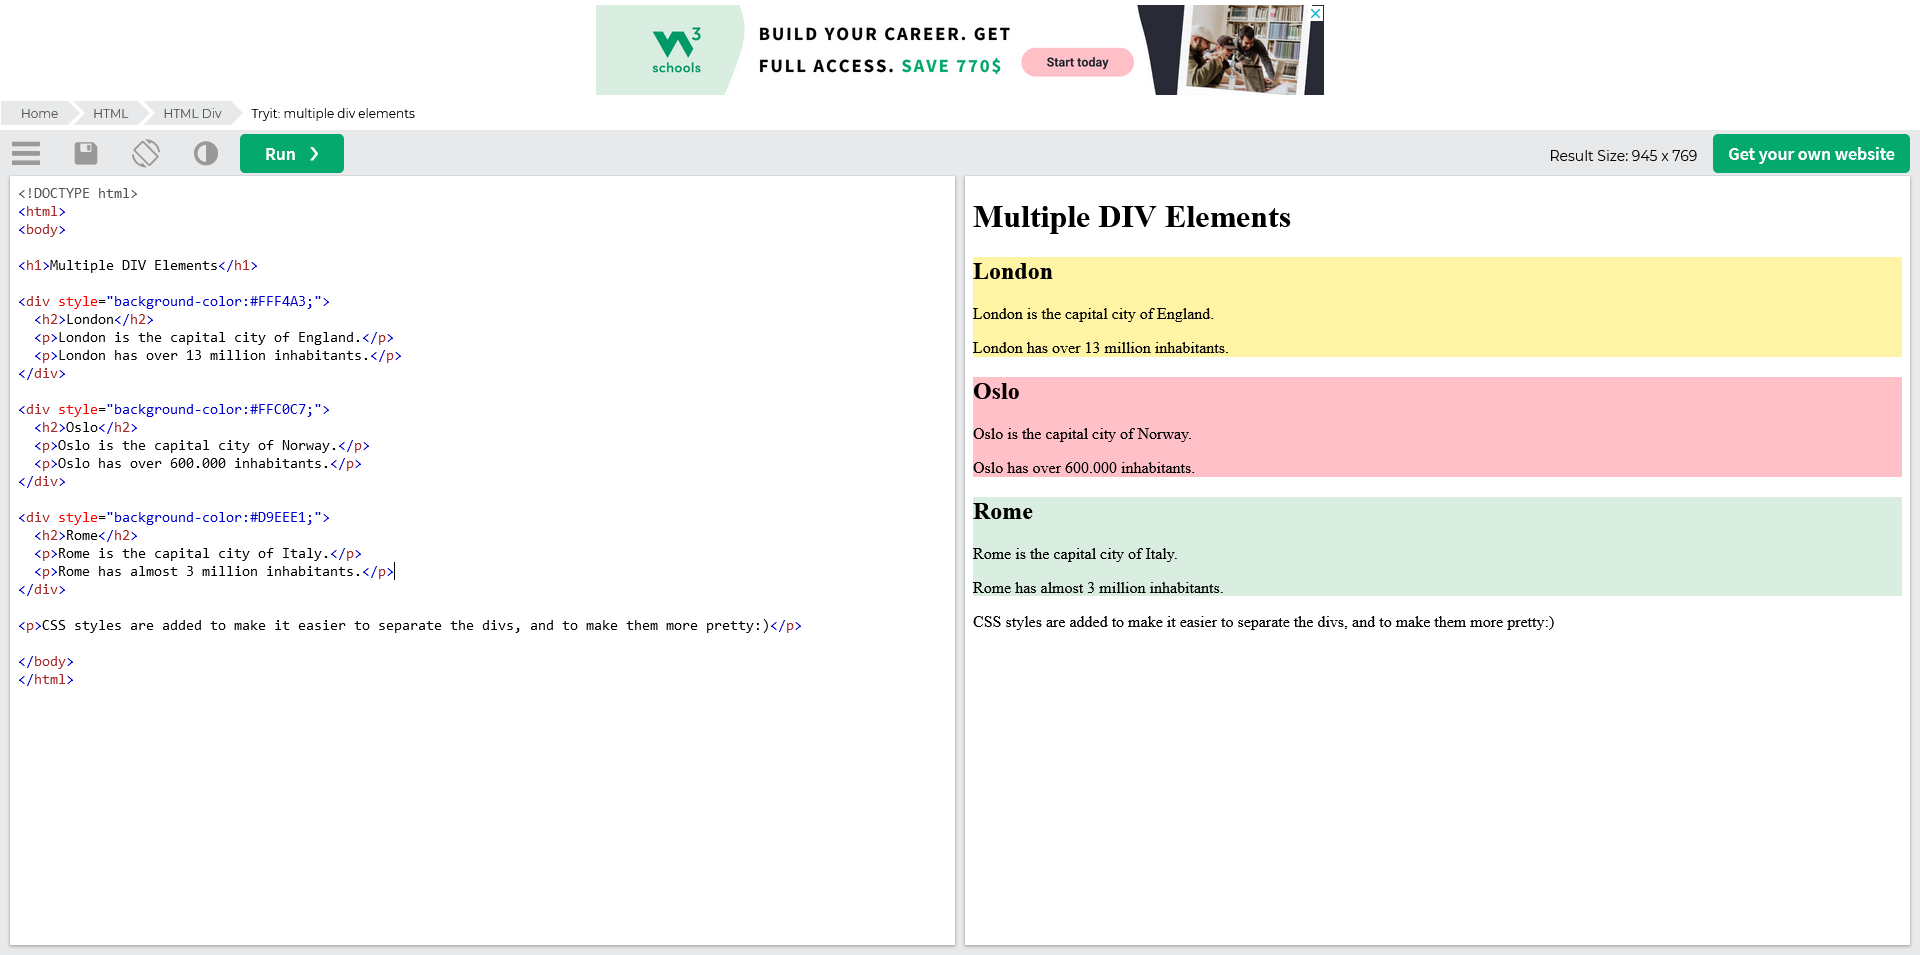 3
schools
BUILD YOUR CAREER. GET
FULL ACCESS. SAVE 770$
Start today
Home
HTML
HTML Div
Tryit: multiple div elements
Run ❯
Result Size: 945 x 769
Get your own website
<!DOCTYPE html>
<html>
<body>
<h1>Multiple DIV Elements</h1>
<div style="background-color:#FFF4A3;">
<h2>London</h2>
<p>London is the capital city of England.</p>
<p>London has over 13 million inhabitants.</p>
</div>
<div style="background-color:#FFC0C7;">
<h2>Oslo</h2>
<p>Oslo is the capital city of Norway.</p>
<p>Oslo has over 600.000 inhabitants.</p>
</div>
<div style="background-color:#D9EEE1;">
<h2>Rome</h2>
<p>Rome is the capital city of Italy.</p>
<p>Rome has almost 3 million inhabitants.</p>
</div>
<p>CSS styles are added to make it easier to separate the divs, and to make them more pretty:)</p>
</body>
</html>
Multiple DIV Elements
London
London is the capital city of England.
London has over 13 million inhabitants.
Oslo
Oslo is the capital city of Norway.
Oslo has over 600.000 inhabitants.
Rome
Rome is the capital city of Italy.
Rome has almost 3 million inhabitants.
CSS styles are added to make it easier to separate the divs, and to make them more pretty:)